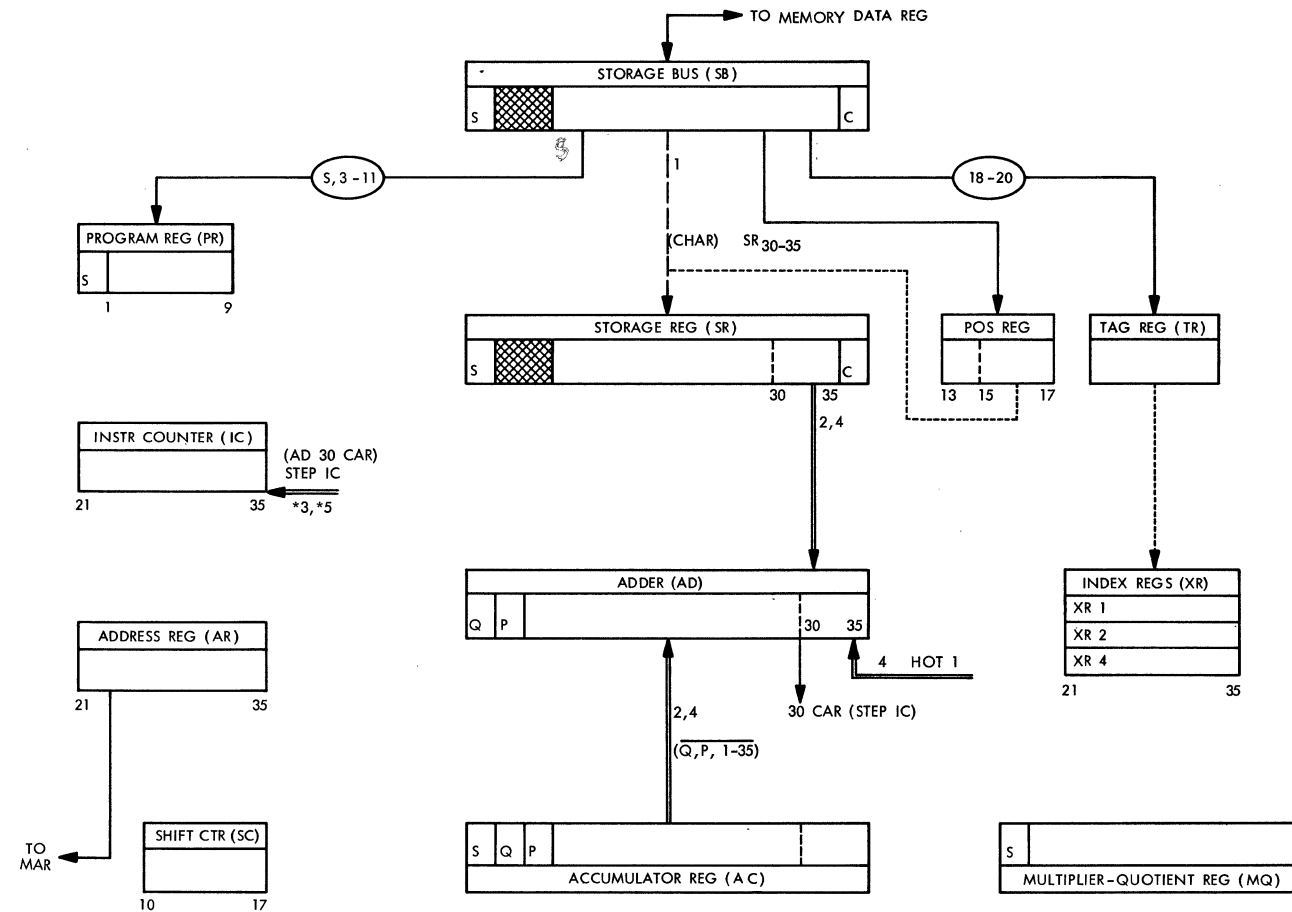 TO MEMORY DATA REG
STORAGE BUS (SB)
S
C
S, 3-11
1
18-20
PROGRAM REG (PR)
S
1 9
(CHAR) SR 30-35
STORAGE REG (SR)
S
C
30 35
POS REG
13 15 17
TAG REG (TR)
2,4
INSTR COUNTER (IC)
21 35
(AD 30 CAR)
STEP IC
*3,*5
ADDER (AD)
Q P 30 35
4 HOT 1
30 CAR (STEP IC)
INDEX REGS (XR)
XR 1
XR 2
XR 4
21 35
ADDRESS REG (AR)
21 35
2,4
(Q,P, 1-35)
TO
MAR
SHIFT CTR (SC)
10 17
S Q P
ACCUMULATOR REG (AC)
S
MULTIPLIER-QUOTIENT REG (MQ)